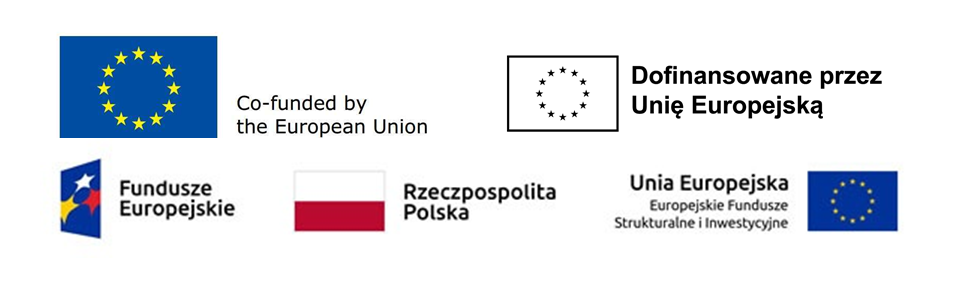 Co-funded by
the European Union
Dofinansowane przez
Unię Europejską
Fundusze
Europejskie
Rzeczpospolita
Polska
Unia Europejska
Europejskie Fundusze
Strukturalne i Inwestycyjne